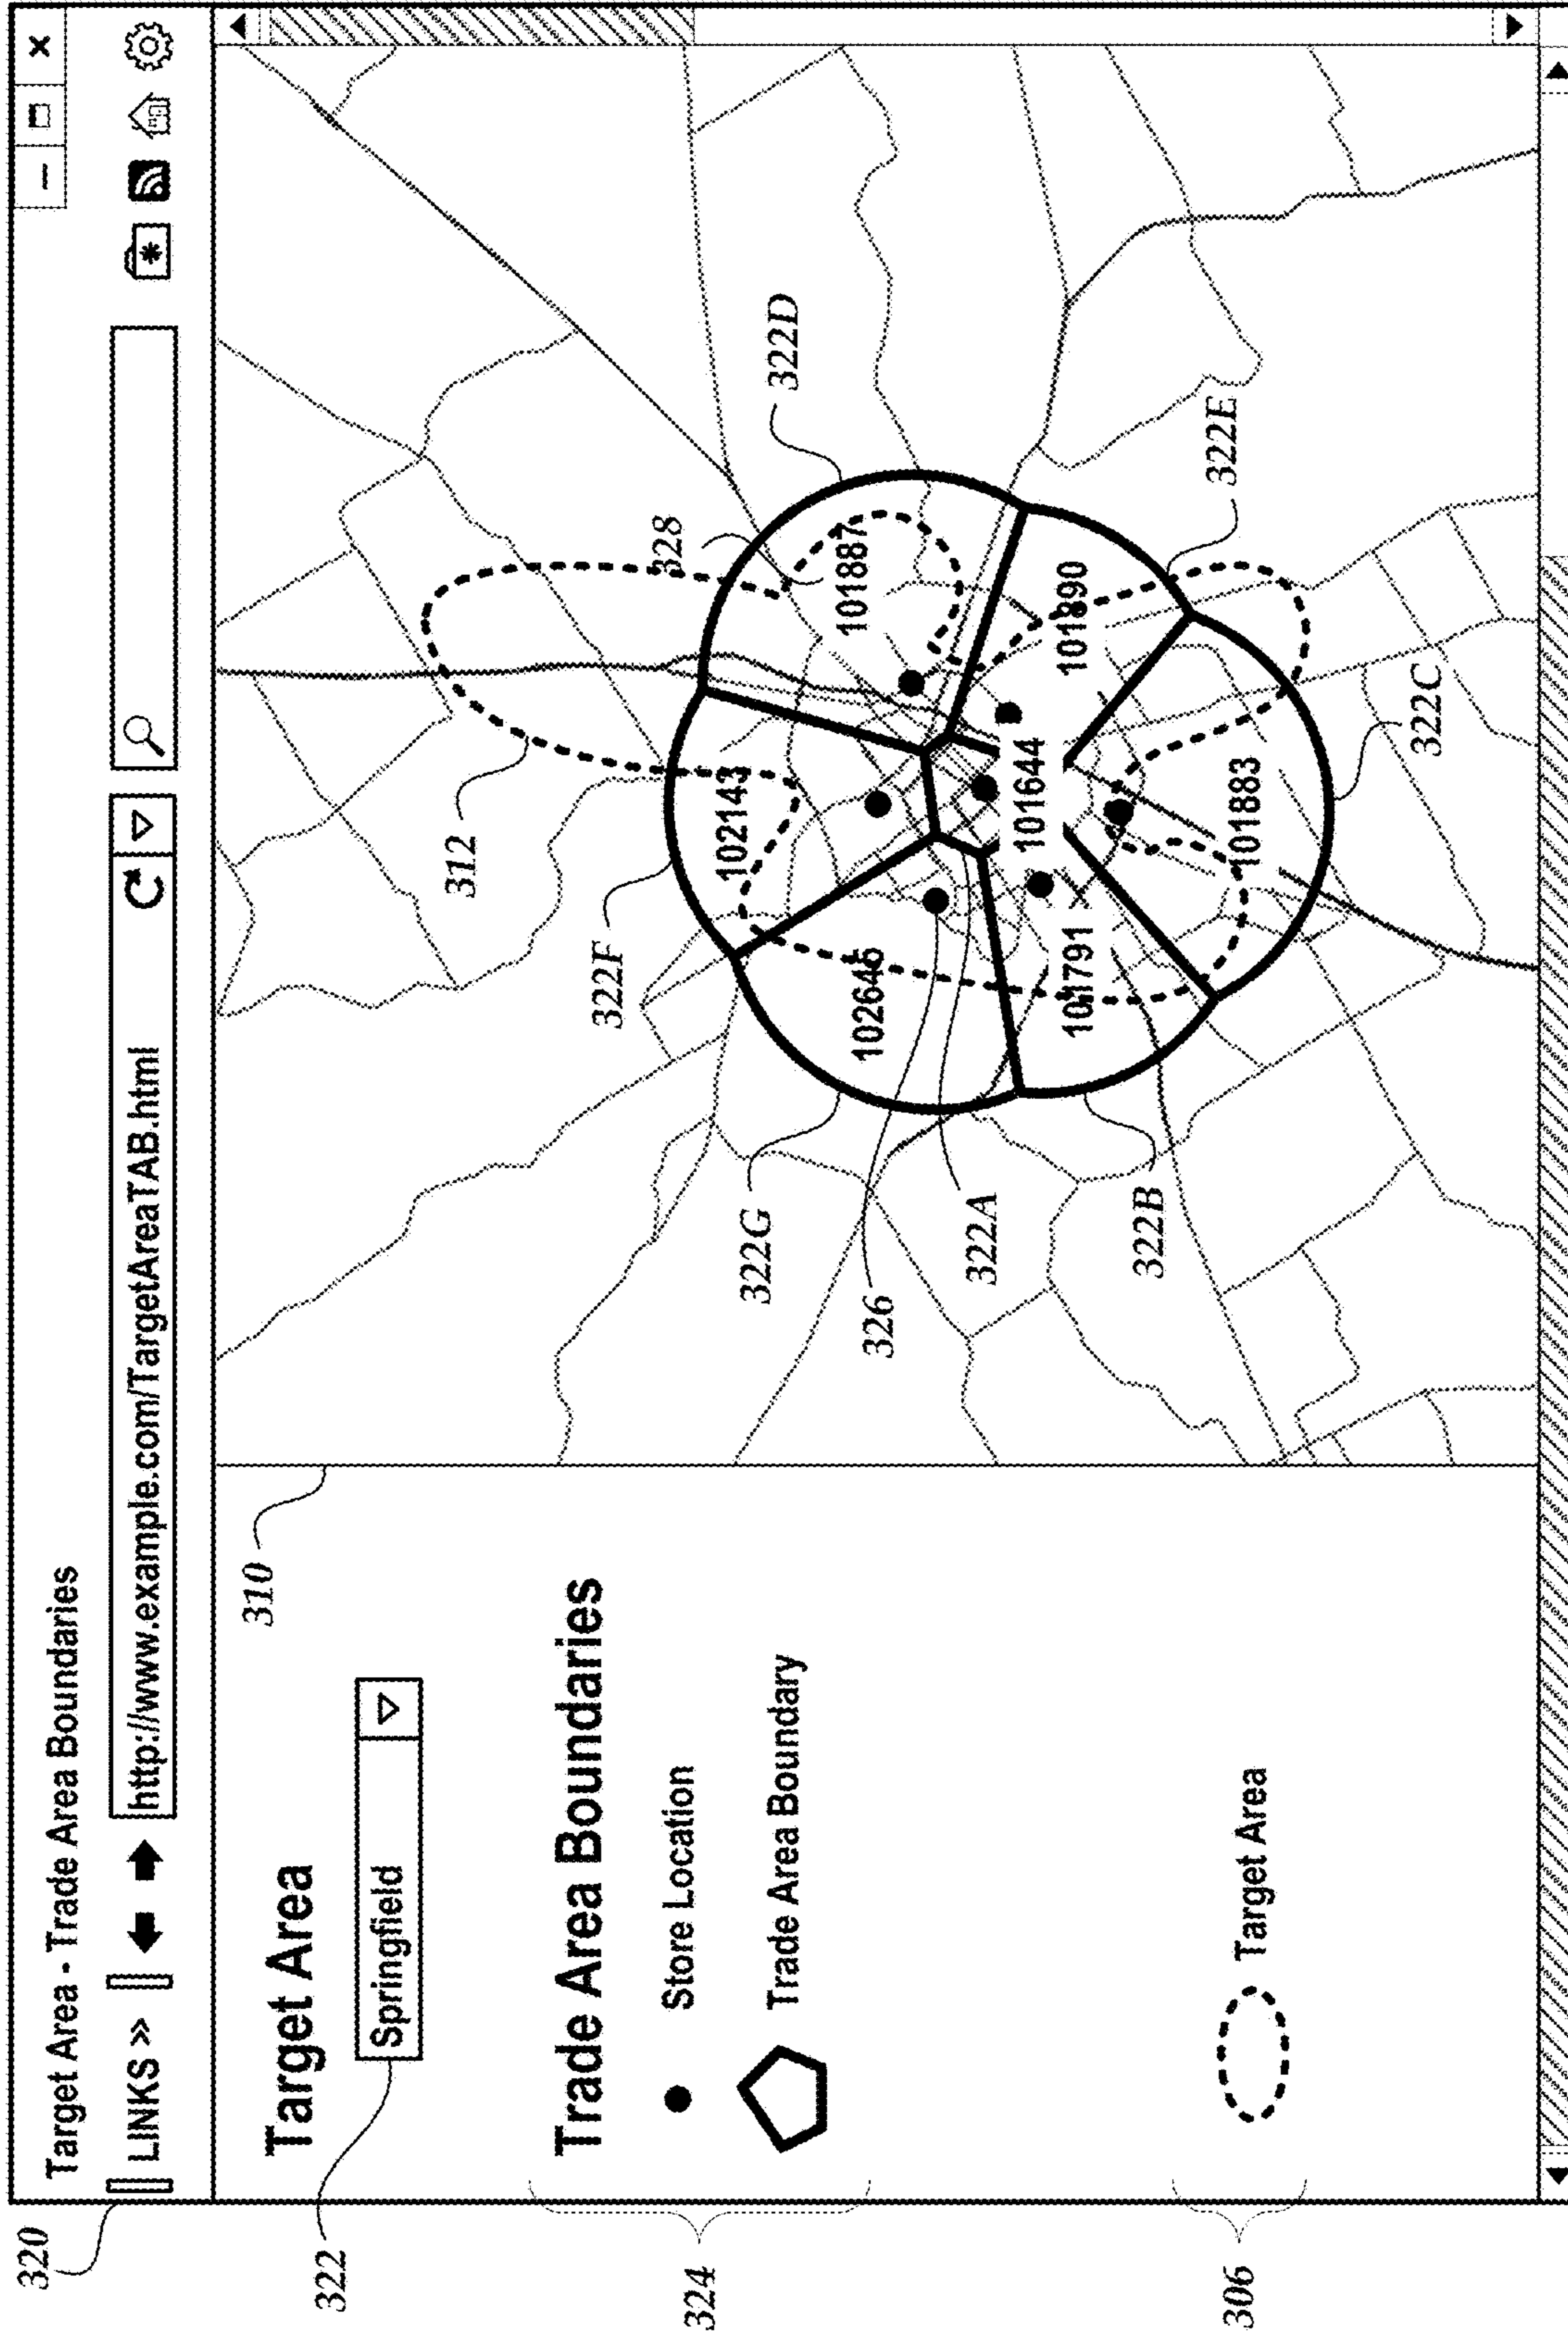 320
Target Area - Trade Area Boundaries
LINKS >>
http://www.example.com/TargetAreaTAB.html
Target Area
322
Springfield
310
324
Trade Area Boundaries
Store Location
Trade Area Boundary
306
Target Area
312
328
322D
322F
102143
101887
322G
102646
326
322A
101644
101890
322E
101791
322B
101883
322C